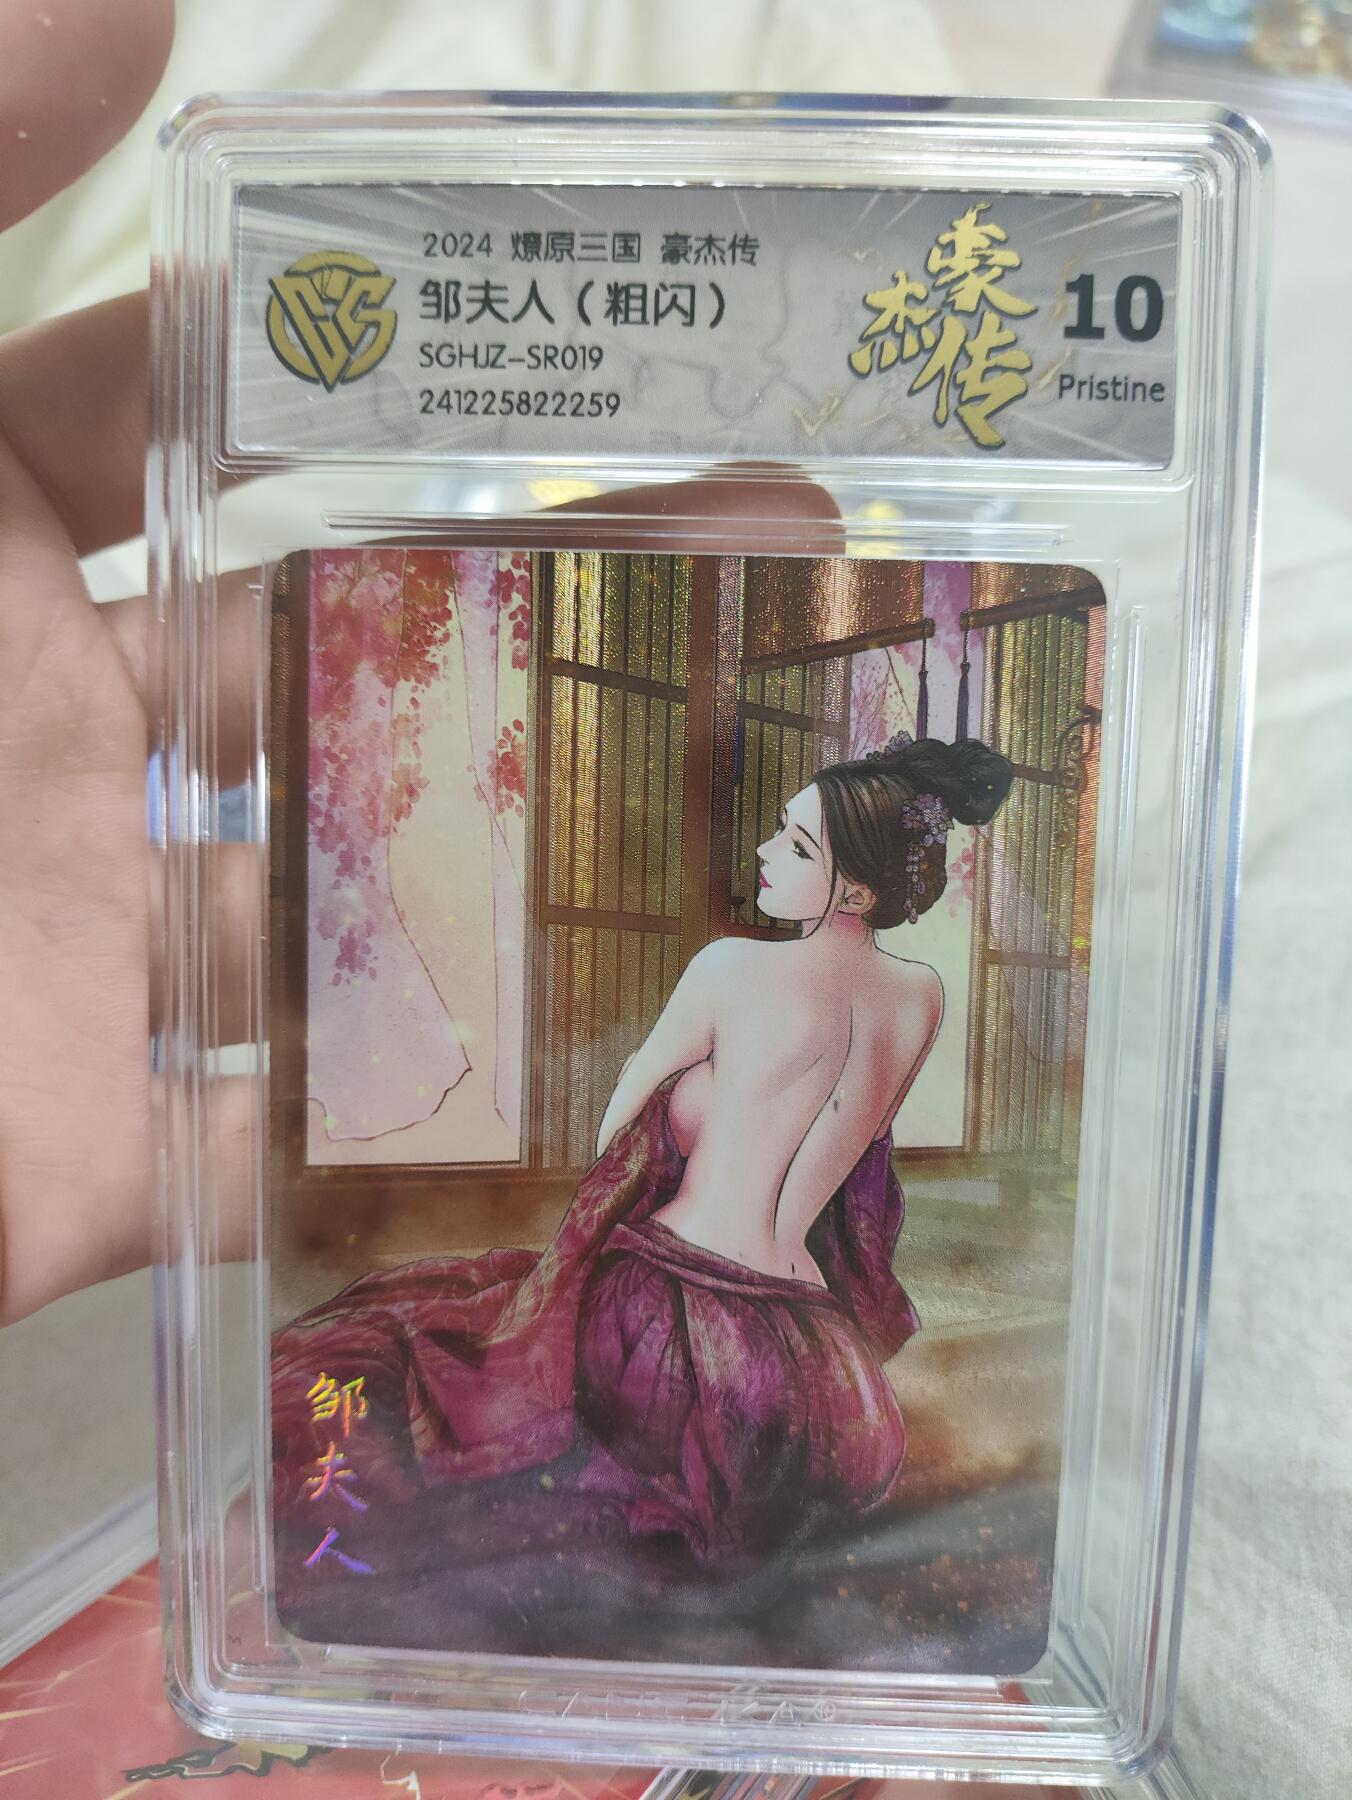 2024 燎原三国 豪杰传
邹夫人（粗闪）
SGHJZ-SR019
241225822259
豪杰传
10
Pristine
邹夫人